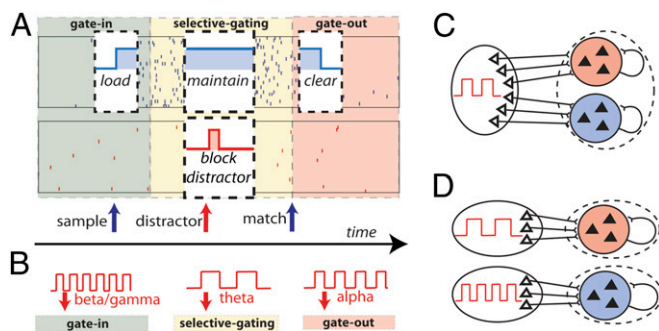 A
gate-in
selective-gating
gate-out
load
maintain
clear
block
distractor
sample
distractor
match
time
B
beta/gamma
theta
alpha
gate-in
selective-gating
gate-out
C
D